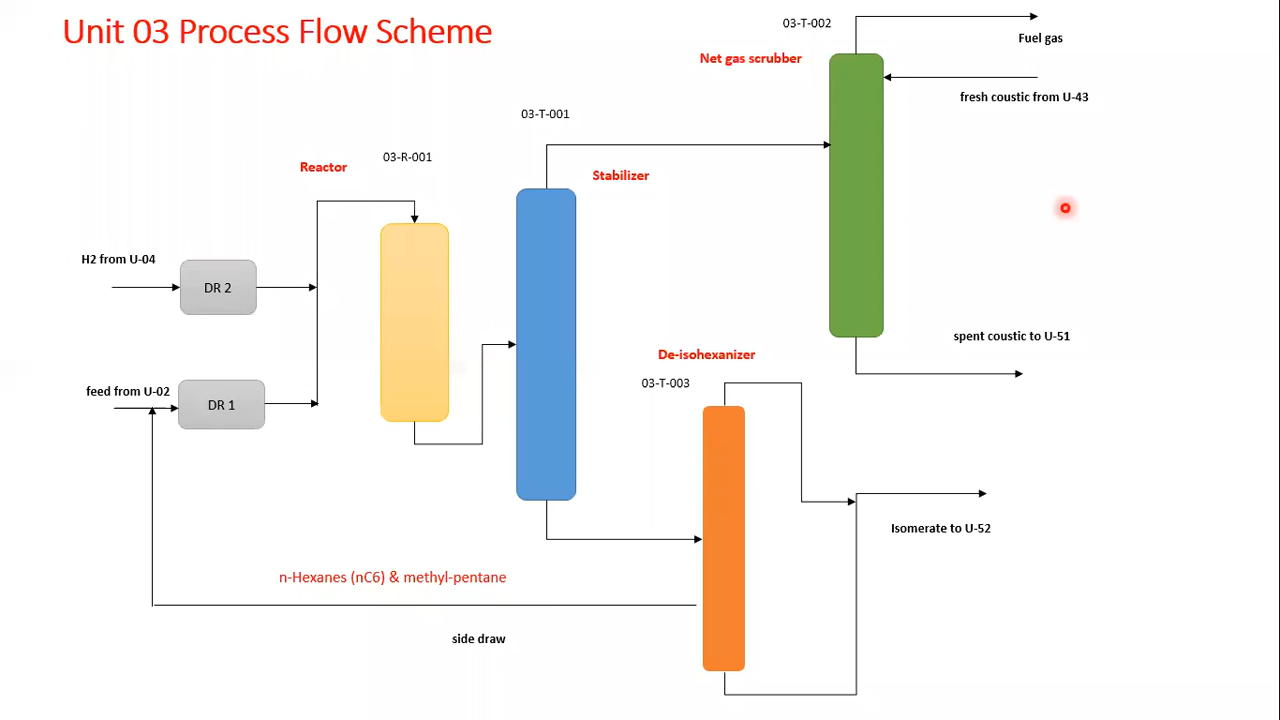 Unit 03 Process Flow Scheme
03-T-002
Fuel gas
Net gas scrubber
fresh coustic from U-43
03-T-001
03-R-001
Reactor
Stabilizer
H2 from U-04
DR 2
spent coustic to U-51
De-isohexanizer
03-T-003
feed from U-02
DR 1
Isomerate to U-52
n-Hexanes (nC6) & methyl-pentane
side draw